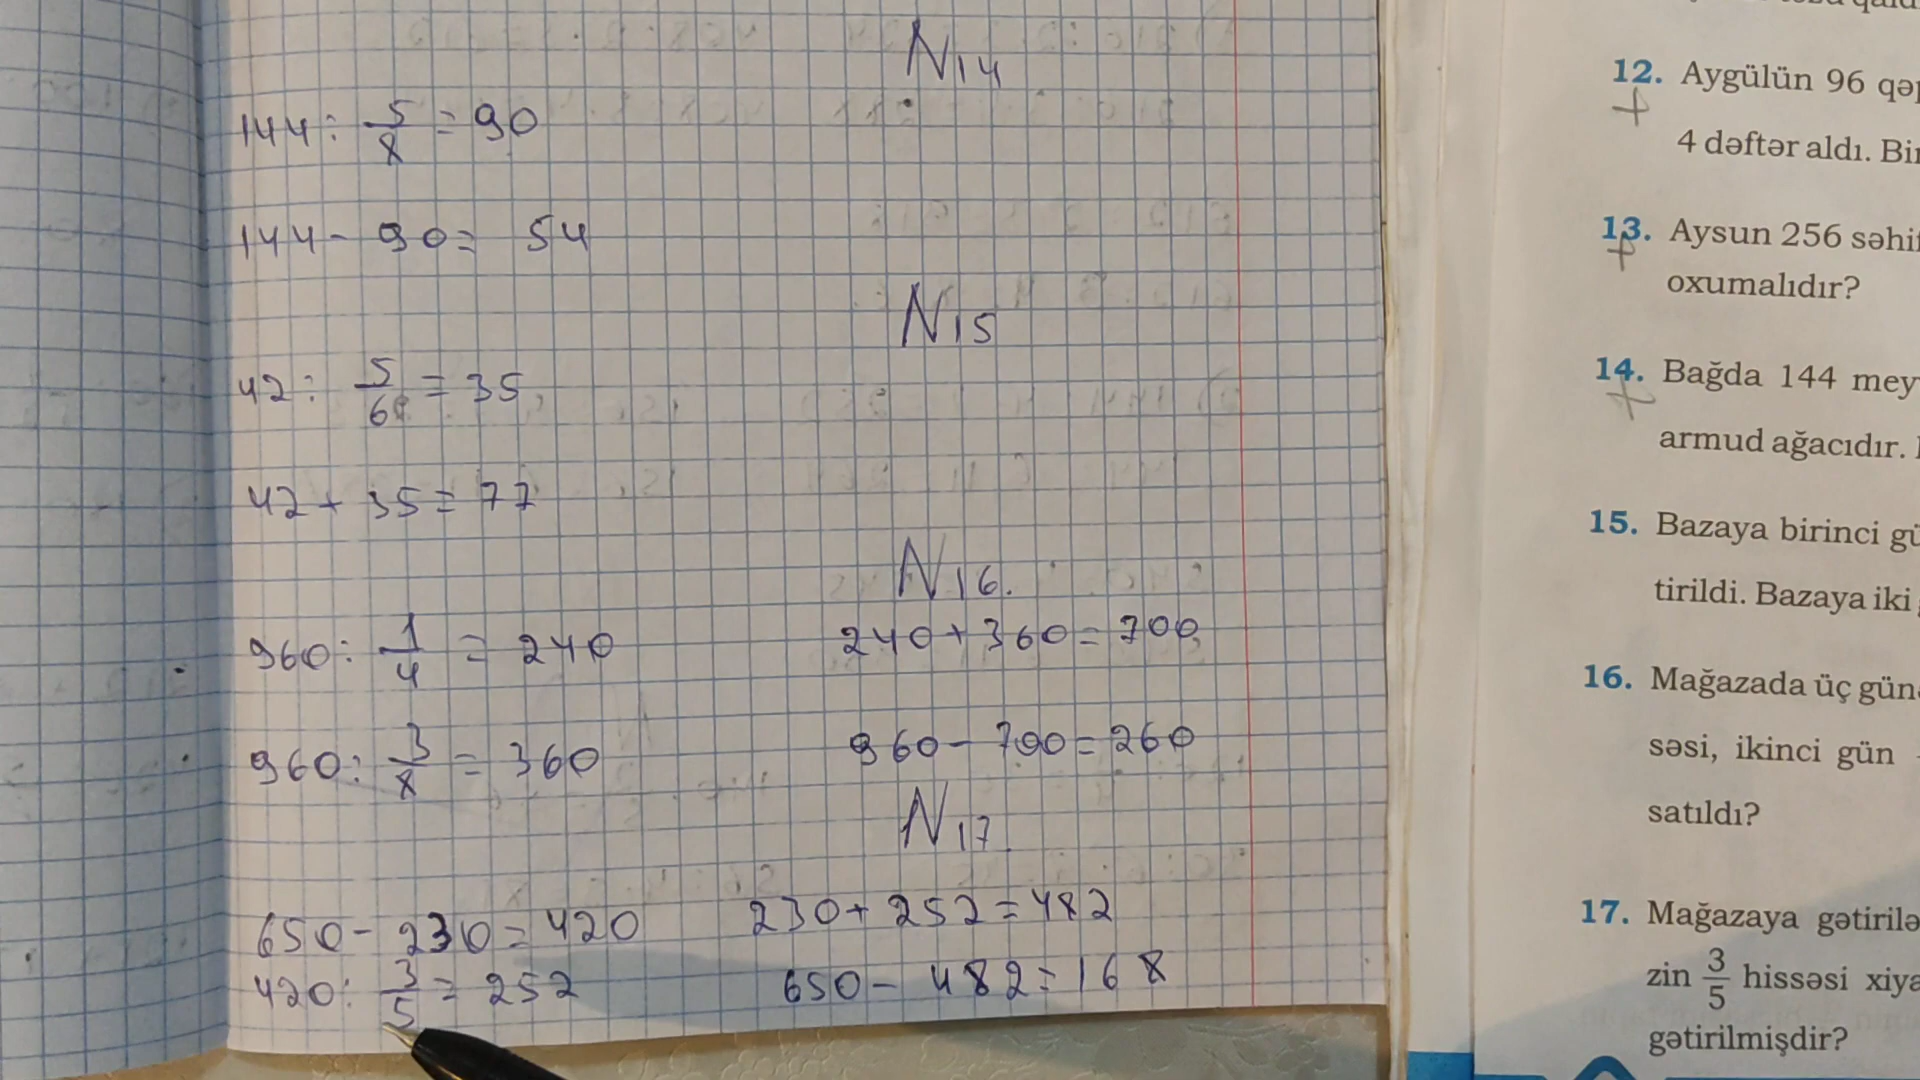 N14
144 : 5/8 = 90
144 - 90 = 54
N15
42 : 5/6 = 35
42 + 35 = 77
N16.
960 : 1/4 = 240
240 + 360 = 700
960 : 3/8 = 360
960 - 700 = 260
N17
650 - 230 = 420
230 + 252 = 482
420 : 3/5 = 252
650 - 482 = 168
12. Aygülün 96
4 dəftər aldı.
13. Aysun 256
oxumalıdır?
14. Bağda 144
armud ağacıdır.
15. Bazaya birinci
tirildi. Bazaya iki
16. Mağazada üç
səsi, ikinci gün
satıldı?
17. Mağazaya
zin 3/5 hissəsi
gətirilmişdir?